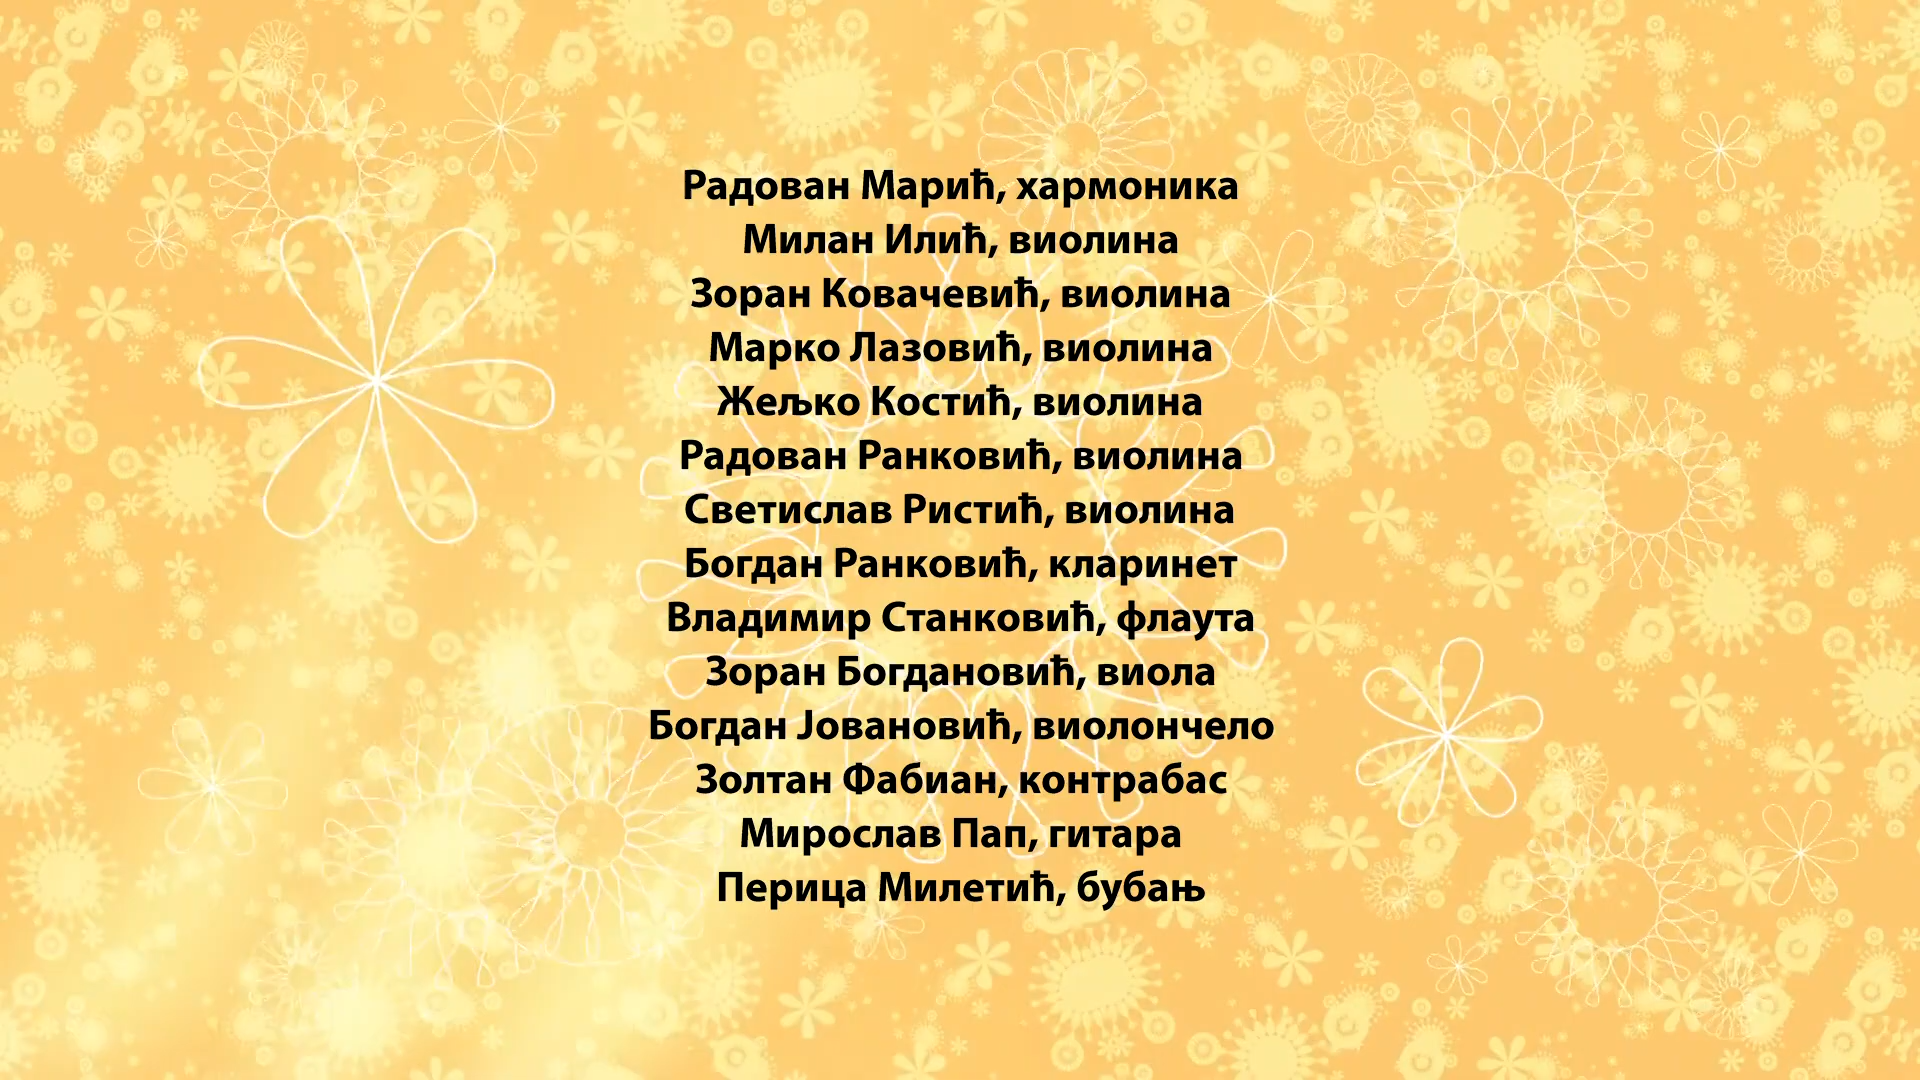 Радован Марић, хармоника
Милан Илић, виолина
Зоран Ковачевић, виолина
Марко Лазовић, виолина
Жељко Костић, виолина
Радован Ранковић, виолина
Светислав Ристић, виолина
Богдан Ранковић, кларинет
Владимир Станковић, флаута
Зоран Богдановић, виола
Богдан Јовановић, виолончело
Золтан Фабиан, контрабас
Мирослав Пап, гитара
Перица Милетић, бубањ